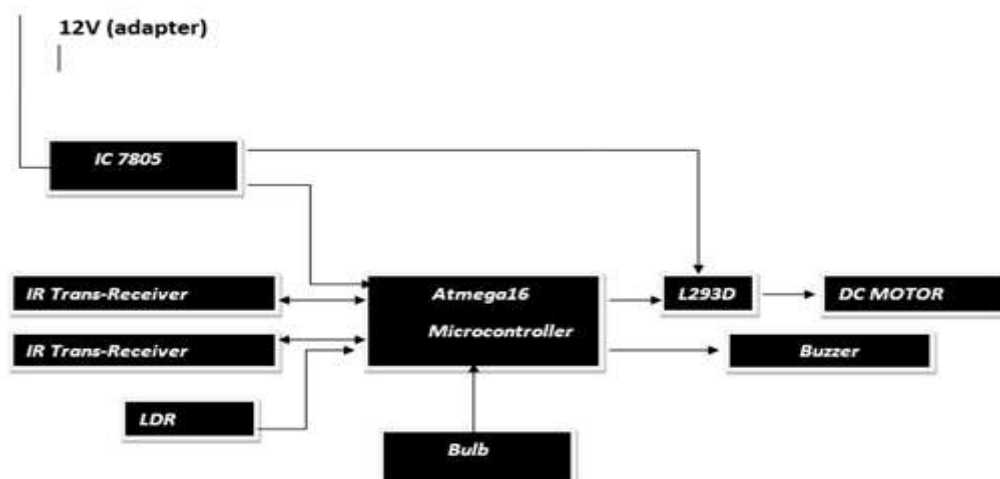 12V (adapter)
IC 7805
IR Trans-Receiver
Atmega16
Microcontroller
L293D
DC MOTOR
IR Trans-Receiver
Buzzer
LDR
Bulb